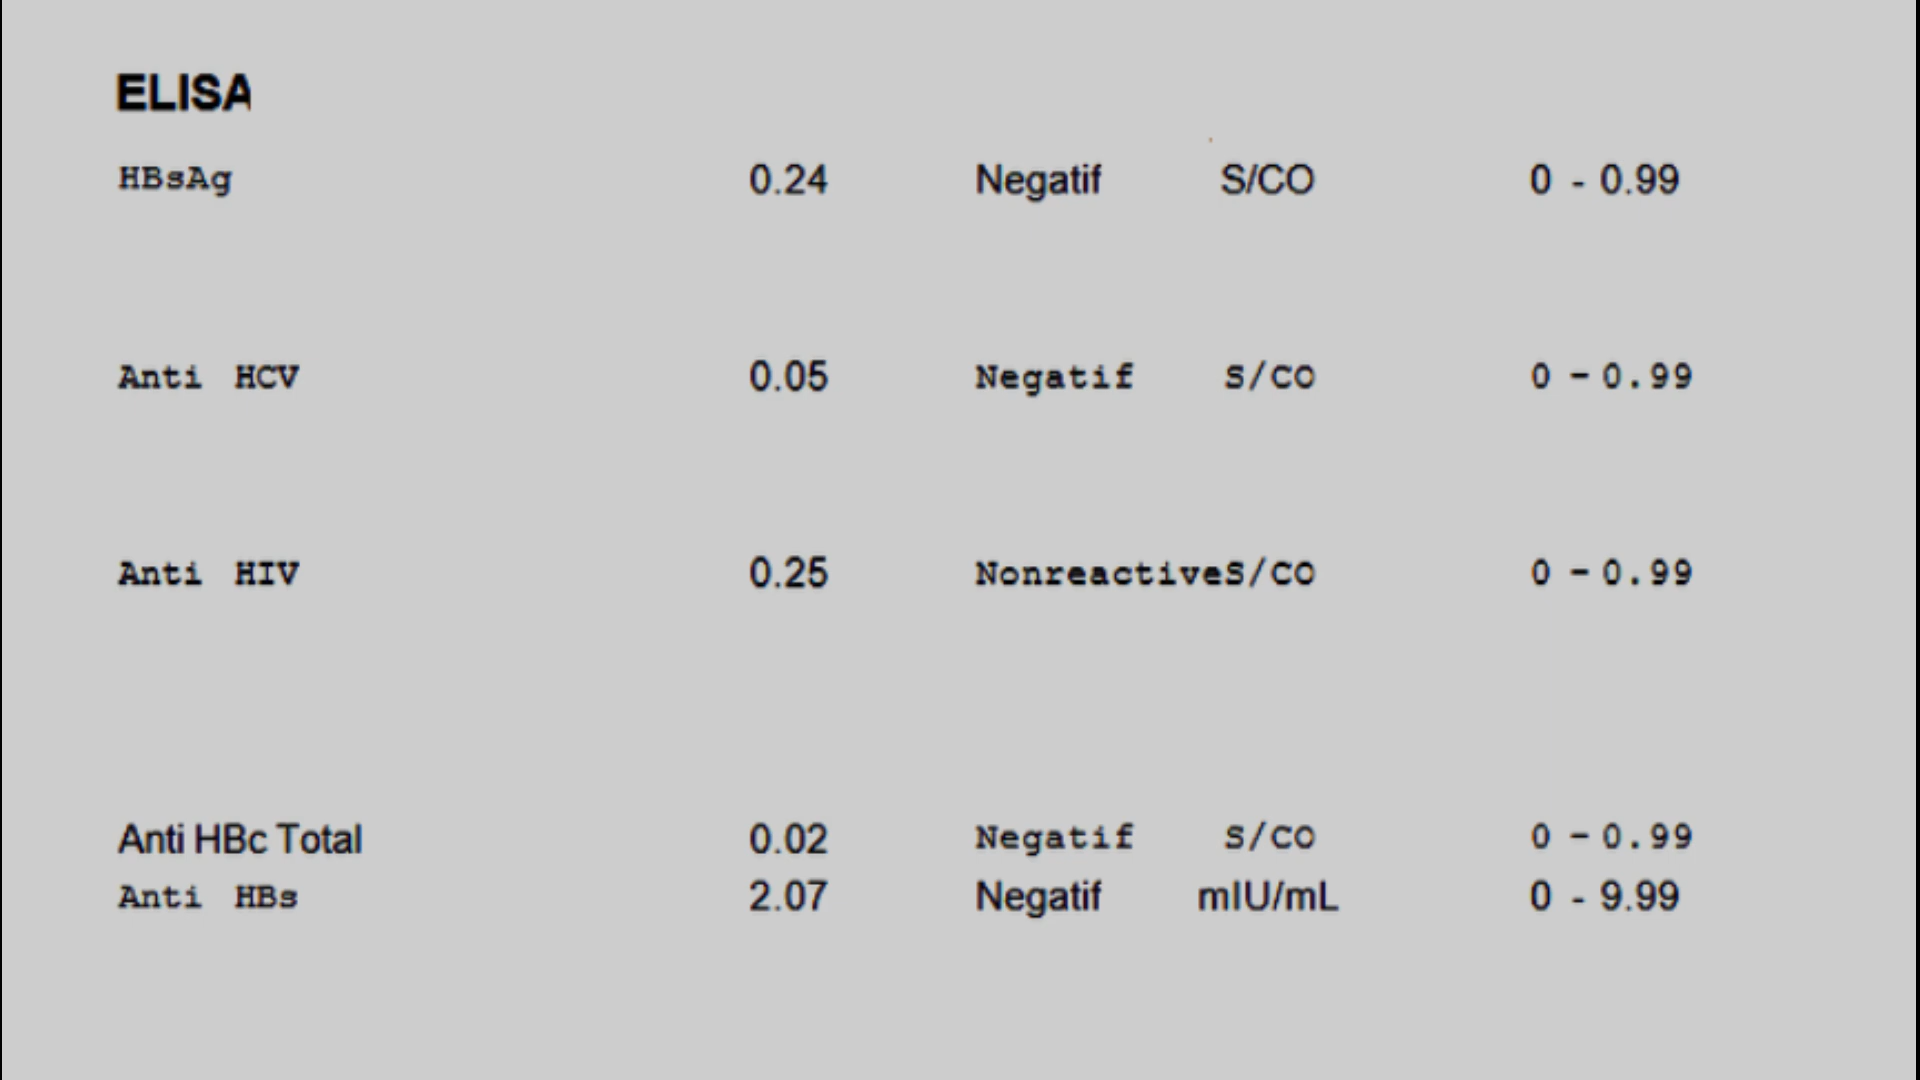 ELISA
HBsAg 0.24 Negatif S/CO 0 - 0.99
Anti HCV 0.05 Negatif S/CO 0 - 0.99
Anti HIV 0.25 NonreactiveS/CO 0 - 0.99
Anti HBc Total 0.02 Negatif S/CO 0 - 0.99
Anti HBs 2.07 Negatif mIU/mL 0 - 9.99